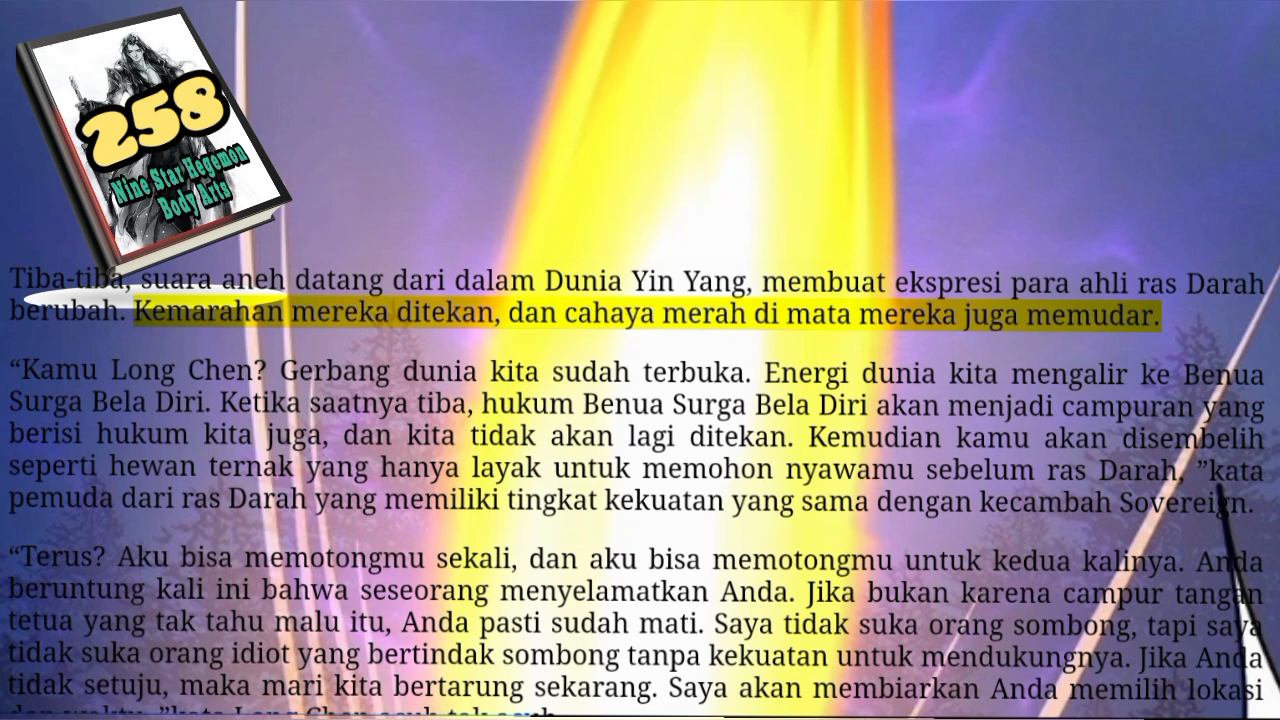 258
Nine Star Hegemon
Body Arts
Tiba-tiba, suara aneh datang dari dalam Dunia Yin Yang, membuat ekspresi para ahli ras Darah
berubah. Kemarahan mereka ditekan, dan cahaya merah di mata mereka juga memudar.
“Kamu Long Chen? Gerbang dunia kita sudah terbuka. Energi dunia kita mengalir ke Benua
Surga Bela Diri. Ketika saatnya tiba, hukum Benua Surga Bela Diri akan menjadi campuran yang
berisi hukum kita juga, dan kita tidak akan lagi ditekan. Kemudian kamu akan disembelih
seperti hewan ternak yang hanya layak untuk memohon nyawamu sebelum ras Darah, ”kata
pemuda dari ras Darah yang memiliki tingkat kekuatan yang sama dengan kecambah Sovereign.
“Terus? Aku bisa memotongmu sekali, dan aku bisa memotongmu untuk kedua kalinya. Anda
beruntung kali ini bahwa seseorang menyelamatkan Anda. Jika bukan karena campur tangan
tetua yang tak tahu malu itu, Anda pasti sudah mati. Saya tidak suka orang sombong, tapi saya
tidak suka orang idiot yang bertindak sombong tanpa kekuatan untuk mendukungnya. Jika Anda
tidak setuju, maka mari kita bertarung sekarang. Saya akan membiarkan Anda memilih lokasi
dan waktu, ”kata Long Chen acuh tak acuh